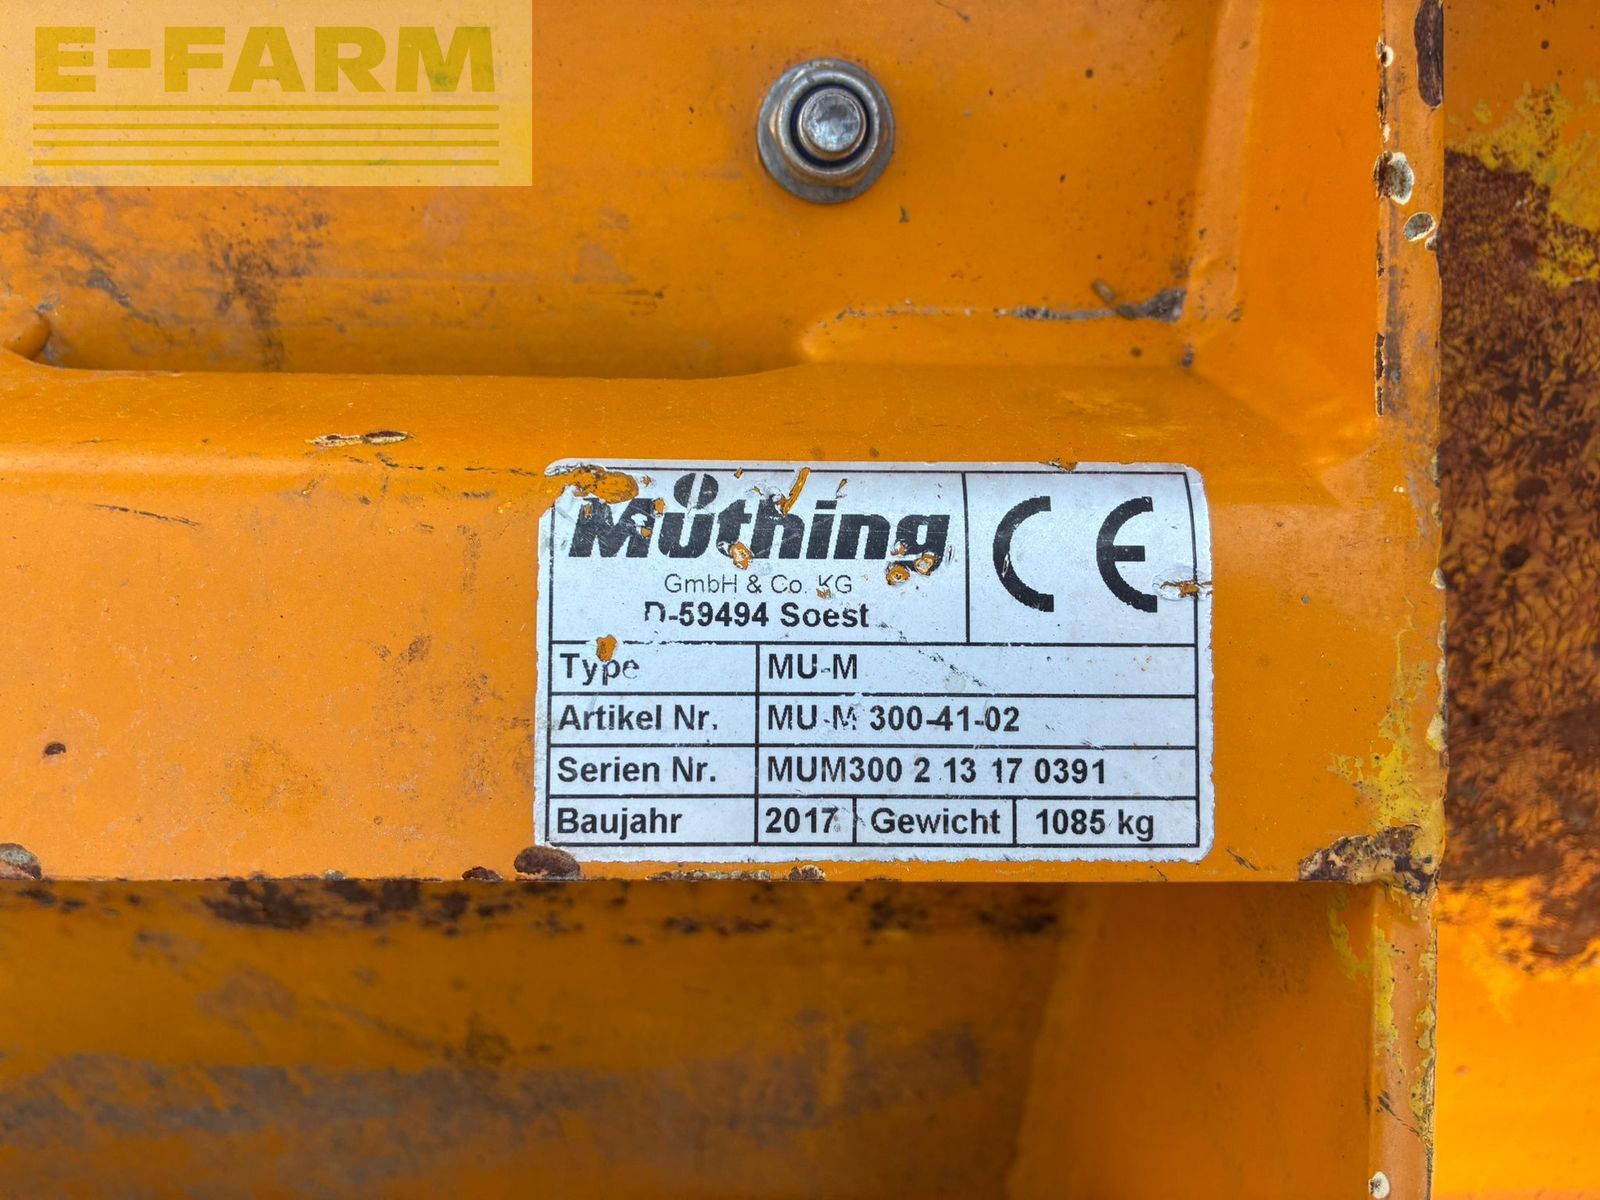 E-FARM
Müthing
GmbH & Co. KG
D-59494 Soest
CE
Type MU-M
Artikel Nr. MU-M 300-41-02
Serien Nr. MUM300 2 13 17 0391
Baujahr 2017 Gewicht 1085 kg